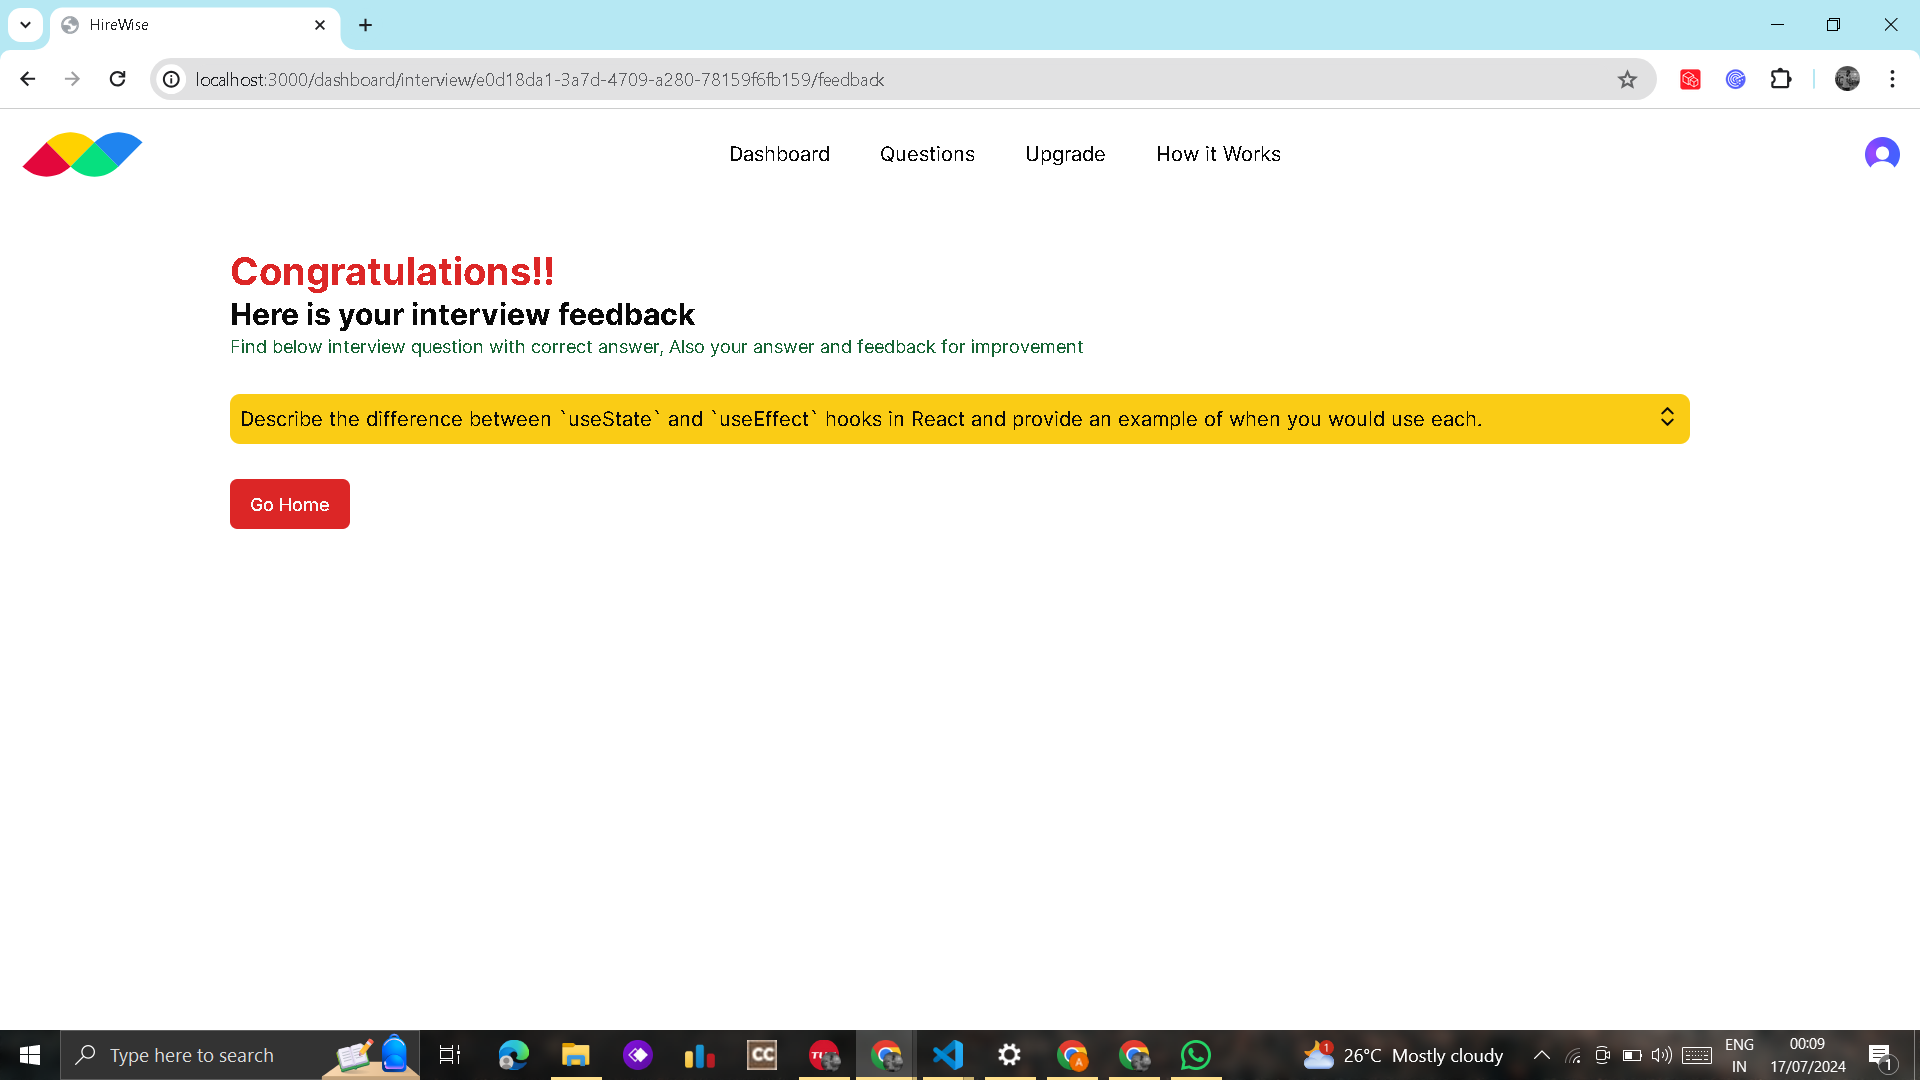 HireWise
localhost:3000/dashboard/interview/e0d18da1-3a7d-4709-a280-78159f6fb159/feedback
Dashboard Questions Upgrade How it Works
Congratulations!!
Here is your interview feedback
Find below interview question with correct answer, Also your answer and feedback for improvement
Describe the difference between `useState` and `useEffect` hooks in React and provide an example of when you would use each.
Go Home
Type here to search
CC
A
1
26°C Mostly cloudy
ENG
IN
00:09
17/07/2024
1